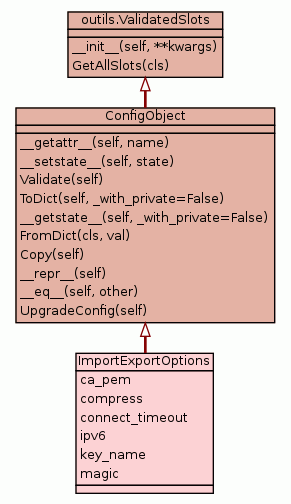 outils.ValidatedSlots
__init__(self, **kwargs)
GetAllSlots(cls)
ConfigObject
__getattr__(self, name)
__setstate__(self, state)
Validate(self)
ToDict(self, _with_private=False)
__getstate__(self, _with_private=False)
FromDict(cls, val)
Copy(self)
__repr__(self)
__eq__(self, other)
UpgradeConfig(self)
ImportExportOptions
ca_pem
compress
connect_timeout
ipv6
key_name
magic